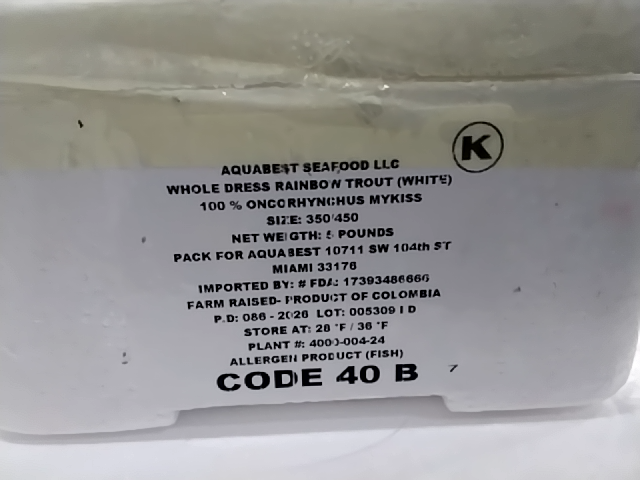 K
AQUABEST SEAFOOD LLC
WHOLE DRESS RAINBOW TROUT (WHITE)
100 % ONCORHYNCHUS MYKISS
SIZE: 350/450
NET WEIGTH: 5 POUNDS
PACK FOR AQUABEST 10711 SW 104th ST
MIAMI 33176
IMPORTED BY: # FDA: 17393486666
FARM RAISED- PRODUCT OF COLOMBIA
P.D: 086 - 2026 LOT: 005309 I D
STORE AT: 28 °F / 36 °F
PLANT #: 4000-004-24
ALLERGEN PRODUCT (FISH)
CODE 40 B